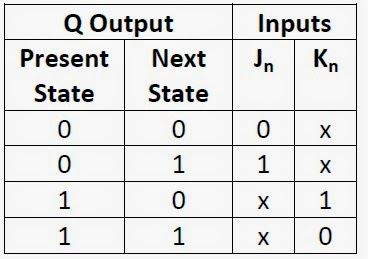 Q Output Inputs
Present State Next State Jn Kn
0 0 0 x
0 1 1 x
1 0 x 1
1 1 x 0